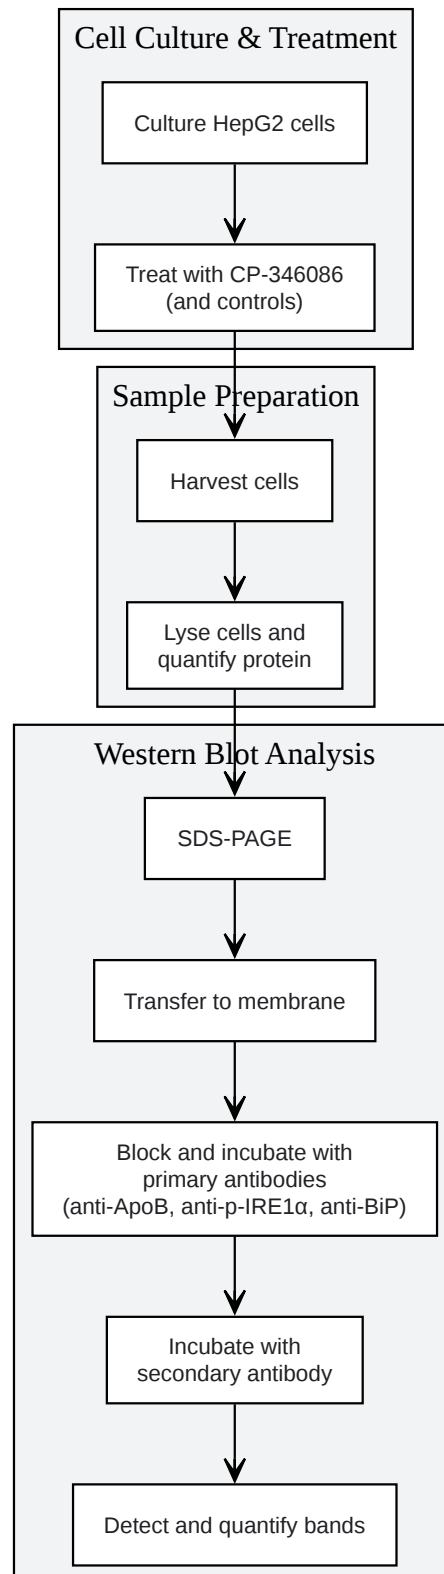 Cell Culture & Treatment
Culture HepG2 cells
Treat with CP-346086
(and controls)
Sample Preparation
Harvest cells
Lyse cells and
quantify protein
Western Blot Analysis
SDS-PAGE
Transfer to membrane
Block and incubate with
primary antibodies
(anti-ApoB, anti-p-IRE1α, anti-BiP)
Incubate with
secondary antibody
Detect and quantify bands